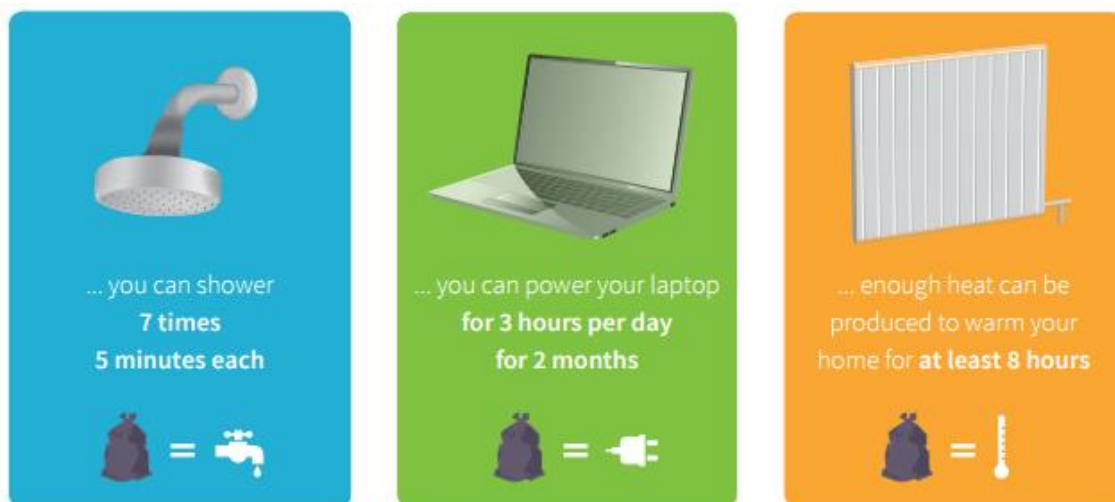 ... you can shower
7 times
5 minutes each
=
... you can power your laptop
for 3 hours per day
for 2 months
=
... enough heat can be
produced to warm your
home for at least 8 hours
=